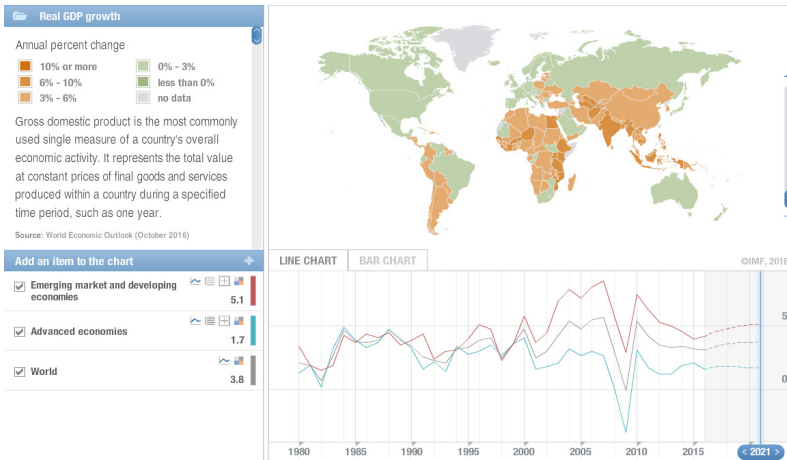 Real GDP growth
Annual percent change
10% or more
0% - 3%
6% - 10%
less than 0%
3% - 6%
no data
Gross domestic product is the most commonly
used single measure of a country's overall
economic activity. It represents the total value
at constant prices of final goods and services
produced within a country during a specified
time period, such as one year.
Source: World Economic Outlook (October 2016)
Add an item to the chart
Emerging market and developing
economies
5.1
Advanced economies
1.7
World
3.8
LINE CHART
BAR CHART
©IMF, 2016
5
0
1980
1985
1990
1995
2000
2005
2010
2015
< 2021 >